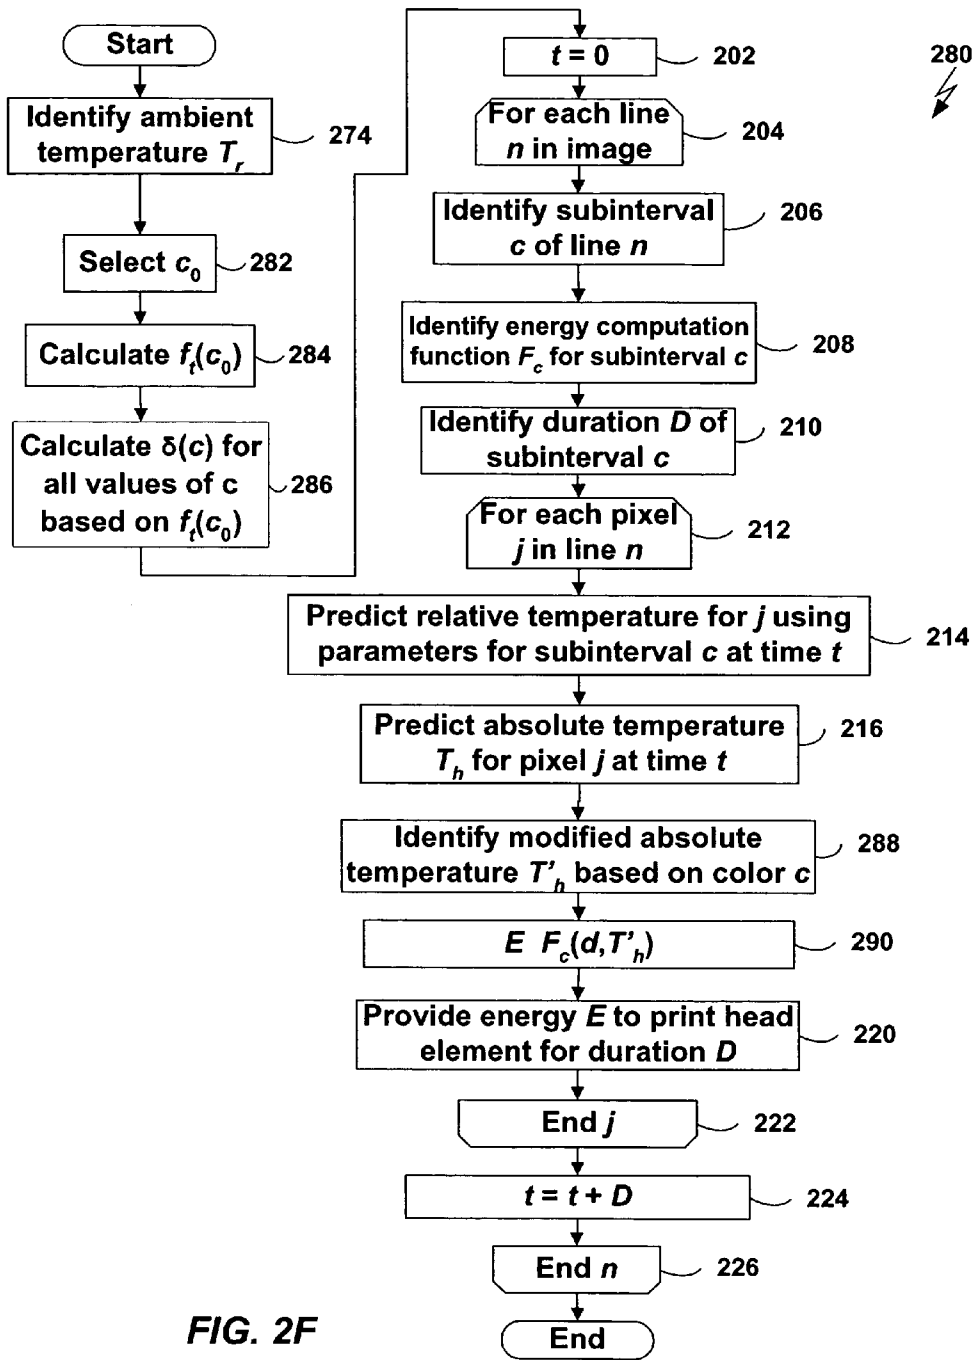 Start
Identify ambient
temperature Tr
274
Select c0
282
Calculate ft(c0)
284
Calculate δ(c) for
all values of c
based on ft(c0)
286
280
t = 0
202
For each line
n in image
204
Identify subinterval
c of line n
206
Identify energy computation
function Fc for subinterval c
208
Identify duration D of
subinterval c
210
For each pixel
j in line n
212
Predict relative temperature for j using
parameters for subinterval c at time t
214
Predict absolute temperature
Th for pixel j at time t
216
Identify modified absolute
temperature T'h based on color c
288
E Fc(d,T'h)
290
Provide energy E to print head
element for duration D
220
End j
222
t = t + D
224
End n
226
End
FIG. 2F